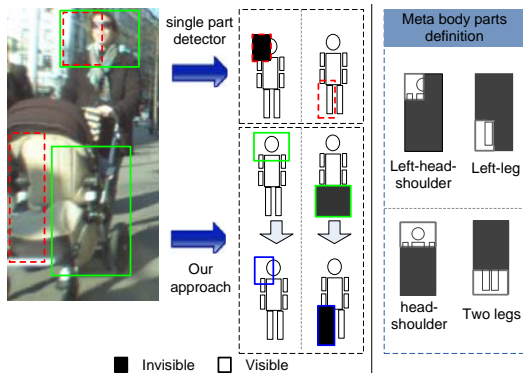 single part
detector
Our
approach
Invisible
Visible
Meta body parts
definition
Left-head-
shoulder
Left-leg
head-
shoulder
Two legs